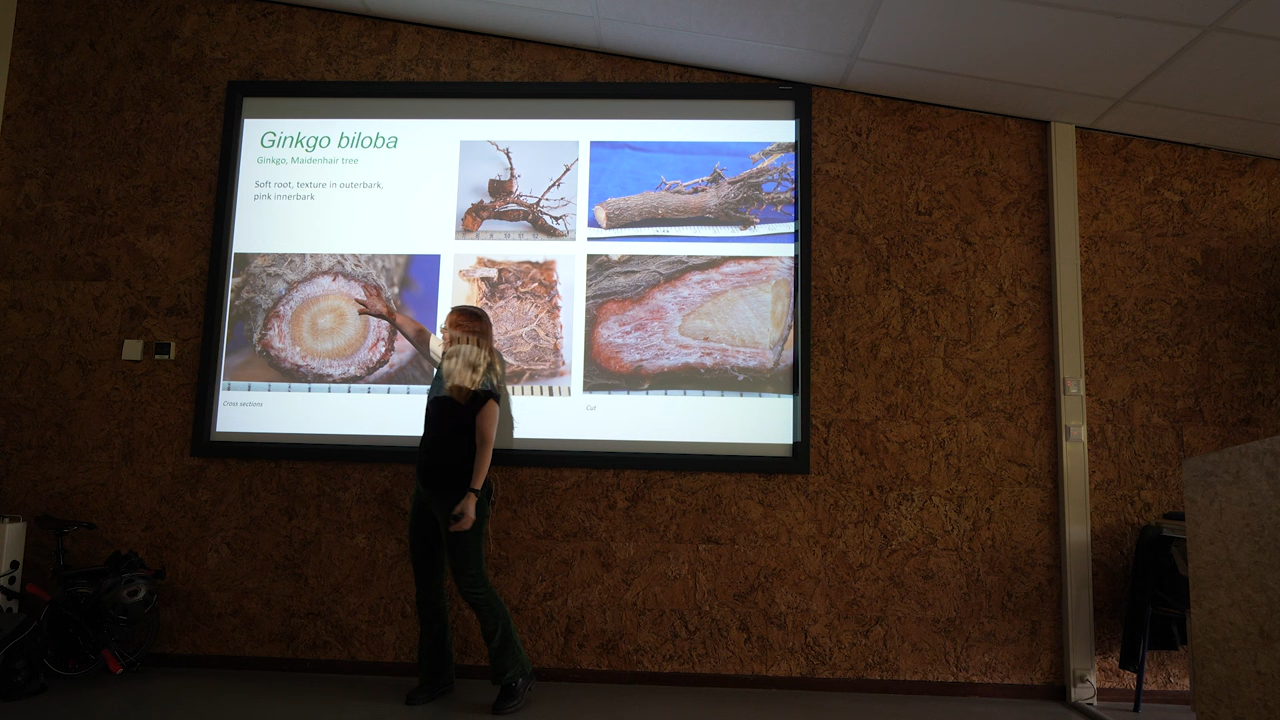 Ginkgo biloba
Ginkgo, Maidenhair tree
Soft root, texture in outerbark,
pink innerbark
Cross sections
Cut